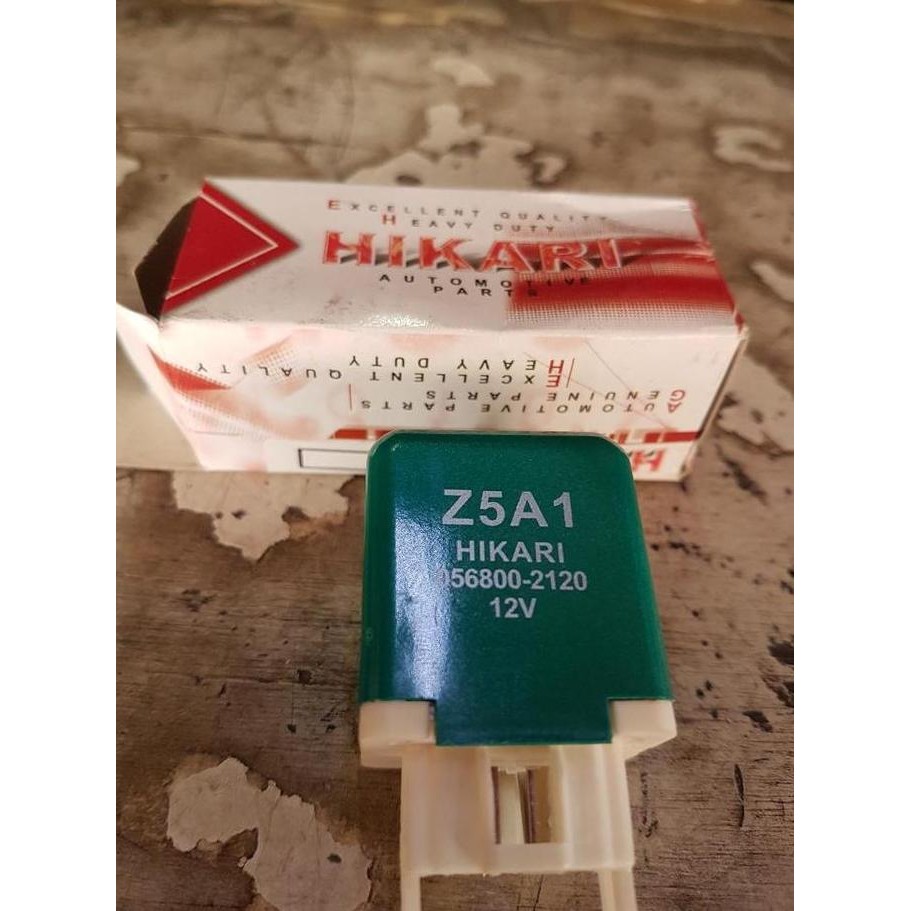 EXCELLENT QUALITY
HEAVY DUTY
HIKARI
AUTOMOTIVE
PARTS
AUTOMOTIVE PARTS
GENUINE PARTS
EXCELLENT QUALITY
HEAVY DUTY
Z5A1
HIKARI
056800-2120
12V